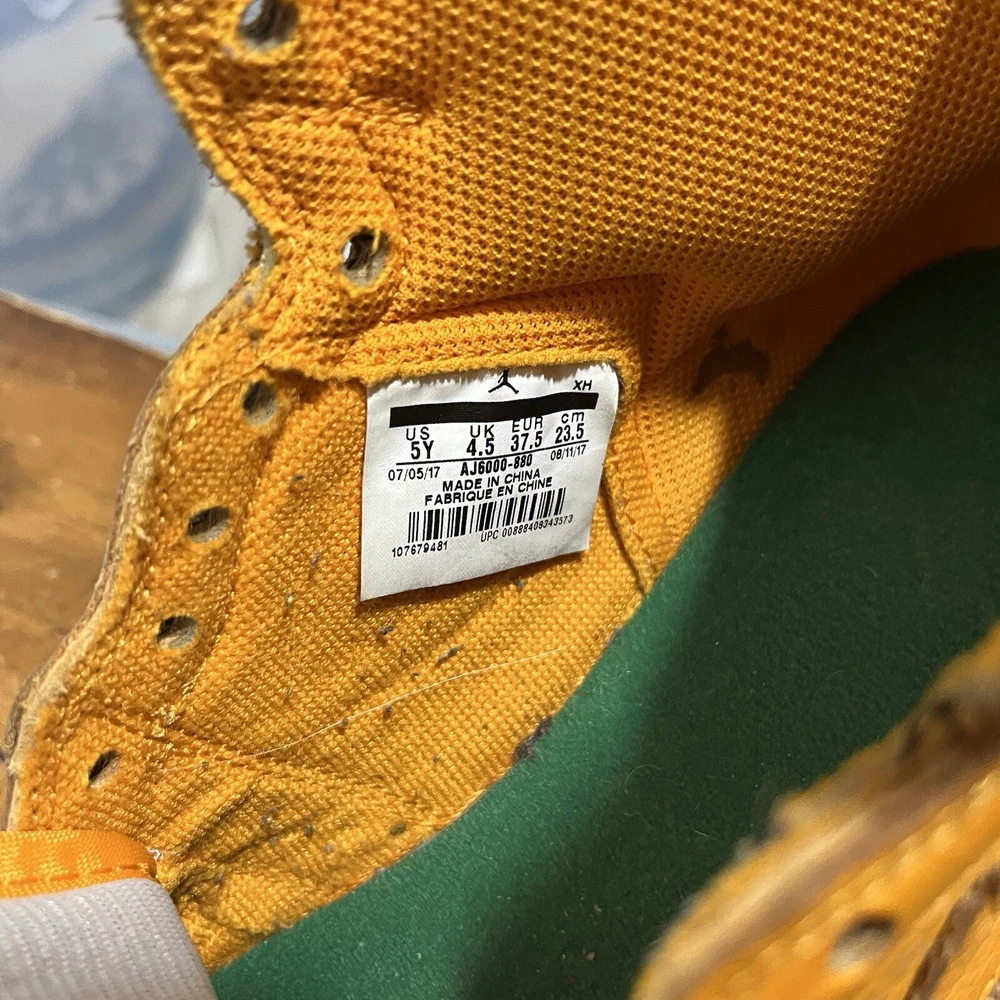 XH
US UK EUR cm
5Y 4.5 37.5 23.5
07/05/17 AJ6000-880 08/11/17
MADE IN CHINA
FABRIQUE EN CHINE
107679481 UPC 00888409343573